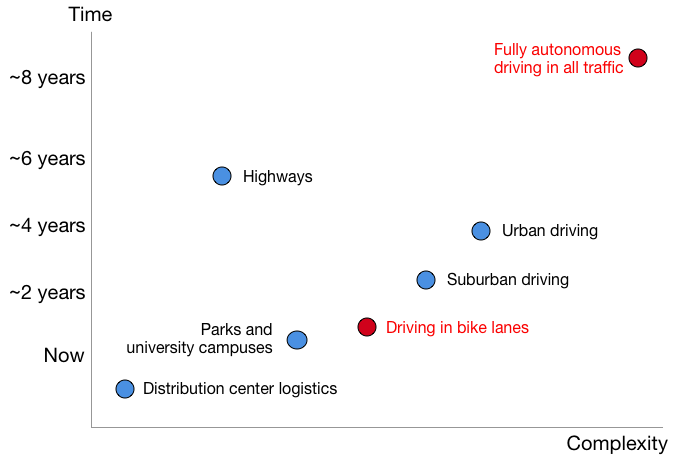 Time
Fully autonomous
driving in all traffic
~8 years
~6 years
Highways
~4 years
Urban driving
Suburban driving
~2 years
Parks and
university campuses
Driving in bike lanes
Now
Distribution center logistics
Complexity